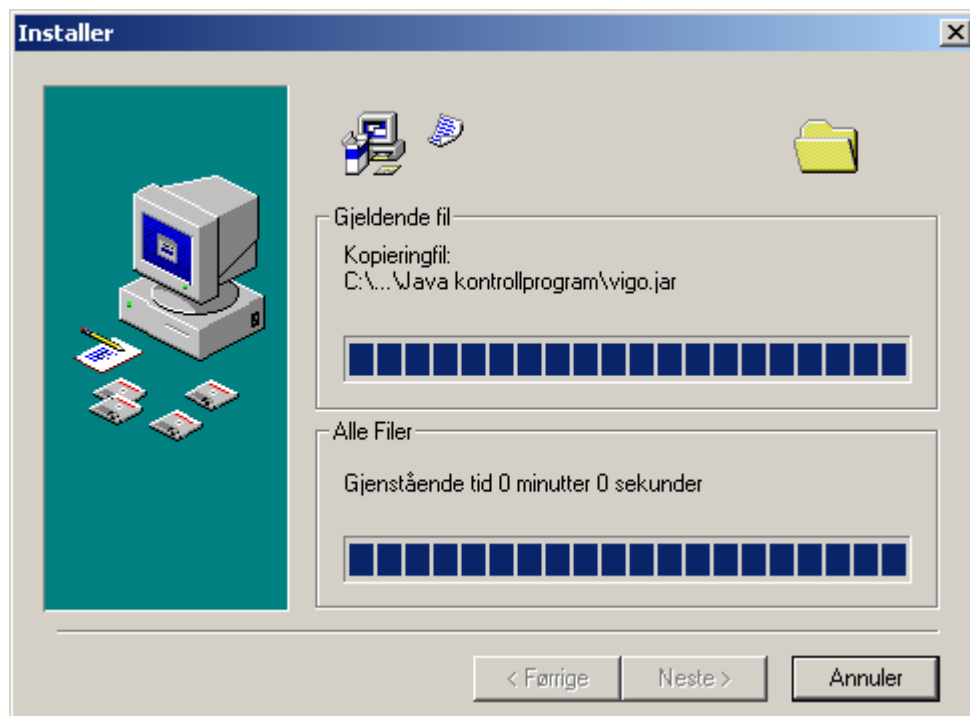 Installer
Gjeldende fil
Kopieringfil:
C:\...\Java kontrollprogram\vigo.jar
Alle Filer
Gjenstående tid 0 minutter 0 sekunder
< Førrige
Neste >
Annuler